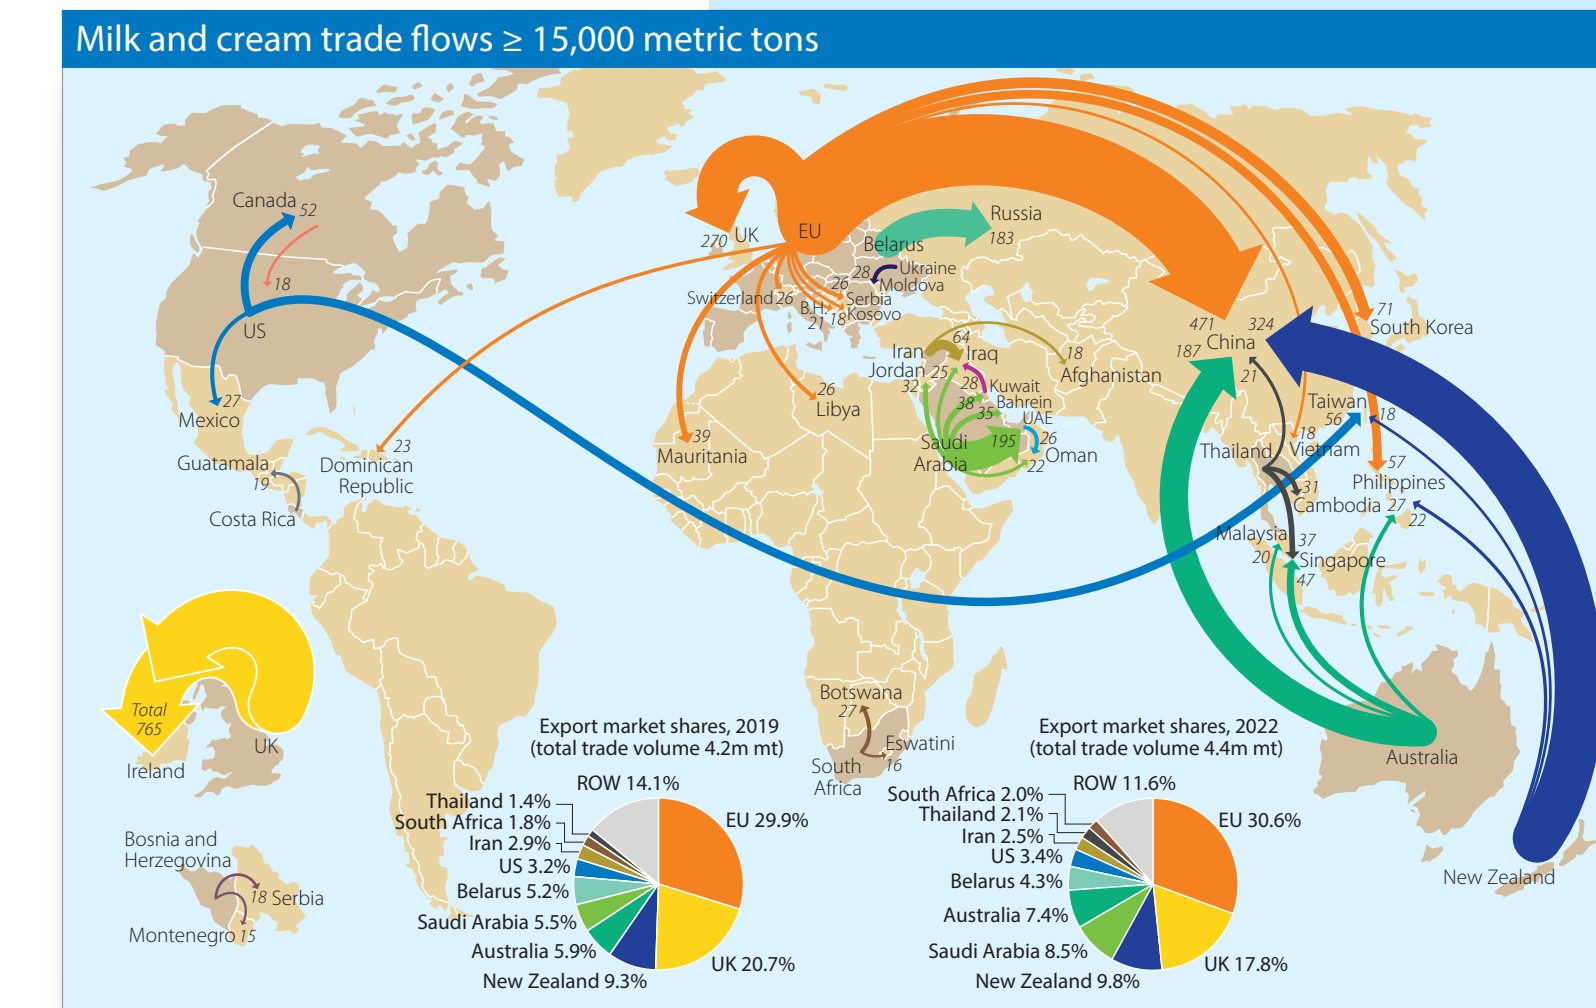 Milk and cream trade flows ≥ 15,000 metric tons
Canada
52
18
US
27
Mexico
Guatamala
19
Costa Rica
23
Dominican
Republic
270
UK
EU
Belarus
Russia
183
28
Ukraine
Moldova
26
Serbia
Kosovo
Switzerland
26
B.H.
21
18
39
Mauritania
26
Libya
Iran
64
Iraq
Jordan
25
32
28
Kuwait
38
Bahrein
35
UAE
Saudi
Arabia
195
26
Oman
22
18
Afghanistan
471
324
China
187
21
71
South Korea
Taiwan
56
18
Thailand
18
Vietnam
57
Philippines
31
Cambodia
27
22
Malaysia
20
37
Singapore
47
Total
765
UK
Ireland
Botswana
27
Eswatini
16
South
Africa
Australia
New Zealand
Bosnia and
Herzegovina
18
Serbia
Montenegro
15
Export market shares, 2019
(total trade volume 4.2m mt)
ROW 14.1%
Thailand 1.4%
South Africa 1.8%
Iran 2.9%
US 3.2%
Belarus 5.2%
Saudi Arabia 5.5%
Australia 5.9%
New Zealand 9.3%
UK 20.7%
EU 29.9%
Export market shares, 2022
(total trade volume 4.4m mt)
ROW 11.6%
South Africa 2.0%
Thailand 2.1%
Iran 2.5%
US 3.4%
Belarus 4.3%
Australia 7.4%
Saudi Arabia 8.5%
New Zealand 9.8%
UK 17.8%
EU 30.6%